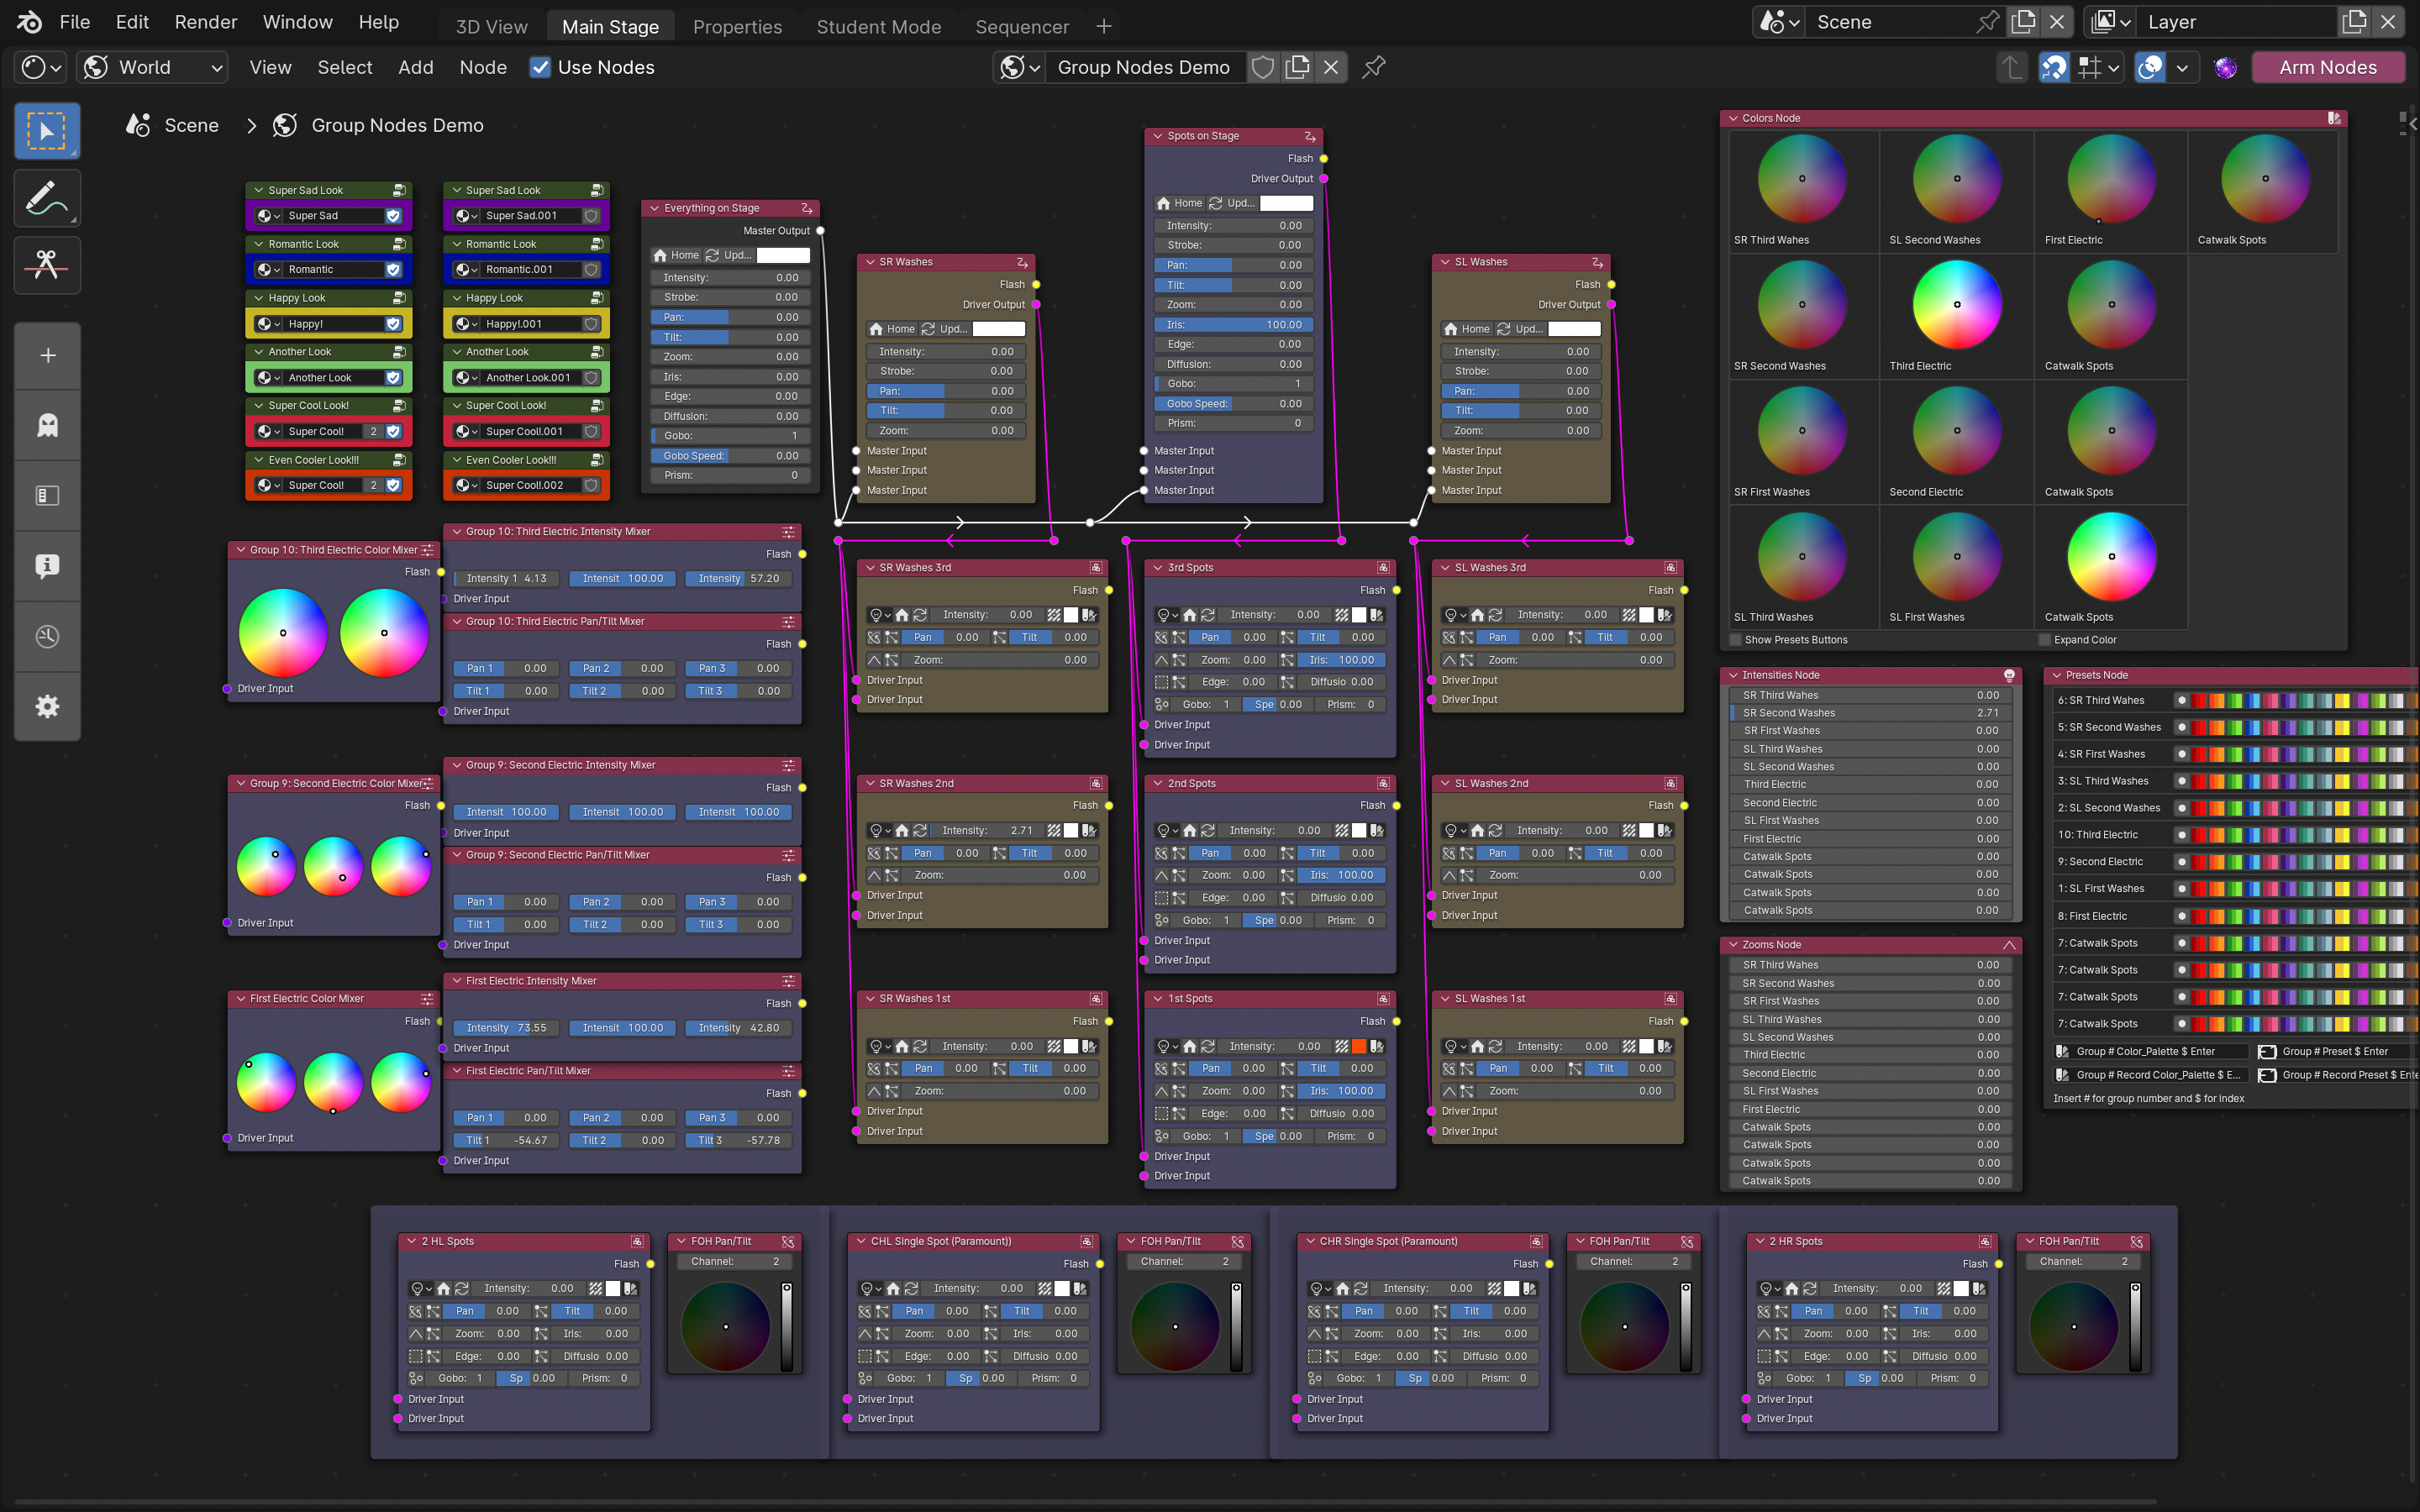 File Edit Render Window Help 3D View Main Stage Properties Student Mode Sequencer Scene Layer
World View Select Add Node Use Nodes Group Nodes Demo Arm Nodes
Scene Group Nodes Demo
Super Sad Look
Super Sad
Romantic Look
Romantic
Happy Look
Happy!
Another Look
Another Look
Super Cool Look!
Super Cool! 2
Even Cooler Look!!!
Super Cool! 2
Super Sad Look
Super Sad.001
Romantic Look
Romantic.001
Happy Look
Happy!.001
Another Look
Another Look.001
Super Cool Look!
Super Cool!.001
Even Cooler Look!!!
Super Cool!.002
Everything on Stage
Master Output
Home Upd...
Intensity: 0.00
Strobe: 0.00
Pan: 0.00
Tilt: 0.00
Zoom: 0.00
Iris: 0.00
Edge: 0.00
Diffusion: 0.00
Gobo: 1
Gobo Speed: 0.00
Prism: 0
SR Washes
Flash
Driver Output
Home Upd...
Intensity: 0.00
Strobe: 0.00
Pan: 0.00
Tilt: 0.00
Zoom: 0.00
Master Input
Master Input
Master Input
Spots on Stage
Flash
Driver Output
Home Upd...
Intensity: 0.00
Strobe: 0.00
Pan: 0.00
Tilt: 0.00
Zoom: 0.00
Iris: 100.00
Edge: 0.00
Diffusion: 0.00
Gobo: 1
Gobo Speed: 0.00
Prism: 0
Master Input
Master Input
Master Input
SL Washes
Flash
Driver Output
Home Upd...
Intensity: 0.00
Strobe: 0.00
Pan: 0.00
Tilt: 0.00
Zoom: 0.00
Master Input
Master Input
Master Input
Colors Node
SR Third Wahes SL Second Washes First Electric Catwalk Spots
SR Second Washes Third Electric Catwalk Spots
SR First Washes Second Electric Catwalk Spots
SL Third Washes SL First Washes Catwalk Spots
Show Presets Buttons Expand Color
Group 10: Third Electric Color Mixer
Flash
Driver Input
Group 10: Third Electric Intensity Mixer
Flash
Intensity 1 4.13 Intensit 100.00 Intensity 57.20
Driver Input
Group 10: Third Electric Pan/Tilt Mixer
Flash
Pan 1 0.00 Pan 2 0.00 Pan 3 0.00
Tilt 1 0.00 Tilt 2 0.00 Tilt 3 0.00
Driver Input
Group 9: Second Electric Color Mixer
Flash
Driver Input
Group 9: Second Electric Intensity Mixer
Flash
Intensit 100.00 Intensit 100.00 Intensit 100.00
Driver Input
Group 9: Second Electric Pan/Tilt Mixer
Flash
Pan 1 0.00 Pan 2 0.00 Pan 3 0.00
Tilt 1 0.00 Tilt 2 0.00 Tilt 3 0.00
Driver Input
First Electric Color Mixer
Flash
Driver Input
First Electric Intensity Mixer
Flash
Intensity 73.55 Intensit 100.00 Intensity 42.80
Driver Input
First Electric Pan/Tilt Mixer
Flash
Pan 1 0.00 Pan 2 0.00 Pan 3 0.00
Tilt 1 -54.67 Tilt 2 0.00 Tilt 3 -57.78
Driver Input
SR Washes 3rd
Flash
Intensity: 0.00
Pan 0.00 Tilt 0.00
Zoom: 0.00
Driver Input
Driver Input
3rd Spots
Flash
Intensity: 0.00
Pan 0.00 Tilt 0.00
Zoom: 0.00 Iris: 100.00
Edge: 0.00 Diffusio 0.00
Gobo: 1 Spe 0.00 Prism: 0
Driver Input
Driver Input
SL Washes 3rd
Flash
Intensity: 0.00
Pan 0.00 Tilt 0.00
Zoom: 0.00
Driver Input
Driver Input
SR Washes 2nd
Flash
Intensity: 2.71
Pan 0.00 Tilt 0.00
Zoom: 0.00
Driver Input
Driver Input
2nd Spots
Flash
Intensity: 0.00
Pan 0.00 Tilt 0.00
Zoom: 0.00 Iris: 100.00
Edge: 0.00 Diffusio 0.00
Gobo: 1 Spe 0.00 Prism: 0
Driver Input
Driver Input
SL Washes 2nd
Flash
Intensity: 0.00
Pan 0.00 Tilt 0.00
Zoom: 0.00
Driver Input
Driver Input
SR Washes 1st
Flash
Intensity: 0.00
Pan 0.00 Tilt 0.00
Zoom: 0.00
Driver Input
Driver Input
1st Spots
Flash
Intensity: 0.00
Pan 0.00 Tilt 0.00
Zoom: 0.00 Iris: 100.00
Edge: 0.00 Diffusio 0.00
Gobo: 1 Spe 0.00 Prism: 0
Driver Input
Driver Input
SL Washes 1st
Flash
Intensity: 0.00
Pan 0.00 Tilt 0.00
Zoom: 0.00
Driver Input
Driver Input
Intensities Node
SR Third Wahes 0.00
SR Second Washes 2.71
SR First Washes 0.00
SL Third Washes 0.00
SL Second Washes 0.00
Third Electric 0.00
Second Electric 0.00
SL First Washes 0.00
First Electric 0.00
Catwalk Spots 0.00
Catwalk Spots 0.00
Catwalk Spots 0.00
Catwalk Spots 0.00
Zooms Node
SR Third Wahes 0.00
SR Second Washes 0.00
SR First Washes 0.00
SL Third Washes 0.00
SL Second Washes 0.00
Third Electric 0.00
Second Electric 0.00
SL First Washes 0.00
First Electric 0.00
Catwalk Spots 0.00
Catwalk Spots 0.00
Catwalk Spots 0.00
Catwalk Spots 0.00
Presets Node
6: SR Third Wahes
5: SR Second Washes
4: SR First Washes
3: SL Third Washes
2: SL Second Washes
10: Third Electric
9: Second Electric
1: SL First Washes
8: First Electric
7: Catwalk Spots
7: Catwalk Spots
7: Catwalk Spots
7: Catwalk Spots
Group # Color_Palette $ Enter Group # Preset $ Enter
Group # Record Color_Palette $ E... Group # Record Preset $ Ente
Insert # for group number and $ for index
2 HL Spots
Flash
Intensity: 0.00
Pan 0.00 Tilt 0.00
Zoom: 0.00 Iris: 0.00
Edge: 0.00 Diffusio 0.00
Gobo: 1 Sp 0.00 Prism: 0
Driver Input
Driver Input
FOH Pan/Tilt
Channel: 2
CHL Single Spot (Paramount))
Flash
Intensity: 0.00
Pan 0.00 Tilt 0.00
Zoom: 0.00 Iris: 0.00
Edge: 0.00 Diffusio 0.00
Gobo: 1 Sp 0.00 Prism: 0
Driver Input
Driver Input
FOH Pan/Tilt
Channel: 2
CHR Single Spot (Paramount)
Flash
Intensity: 0.00
Pan 0.00 Tilt 0.00
Zoom: 0.00 Iris: 0.00
Edge: 0.00 Diffusio 0.00
Gobo: 1 Sp 0.00 Prism: 0
Driver Input
Driver Input
FOH Pan/Tilt
Channel: 2
2 HR Spots
Flash
Intensity: 0.00
Pan 0.00 Tilt 0.00
Zoom: 0.00 Iris: 0.00
Edge: 0.00 Diffusio 0.00
Gobo: 1 Sp 0.00 Prism: 0
Driver Input
Driver Input
FOH Pan/Tilt
Channel: 2